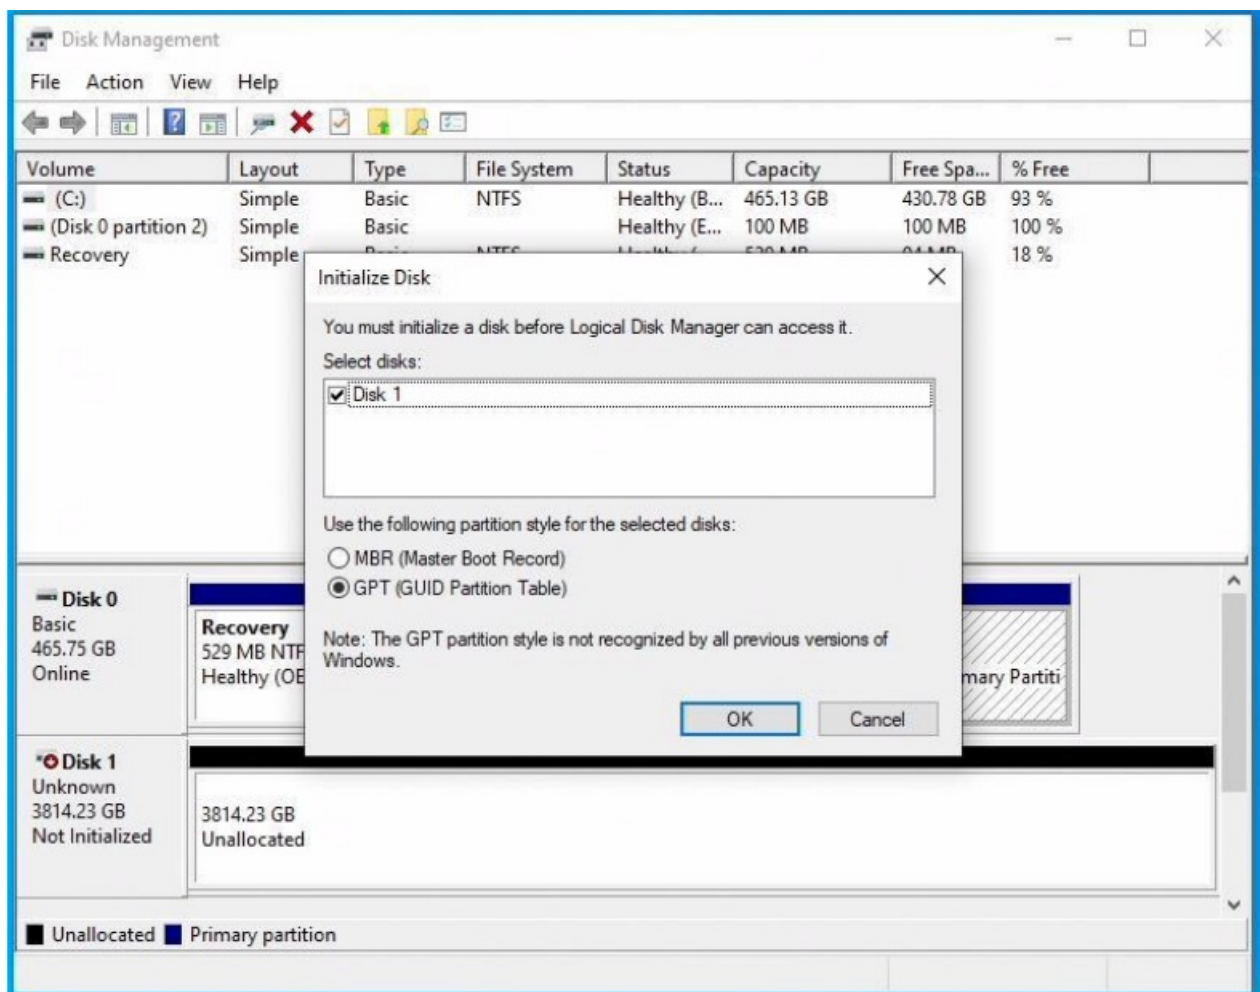 Disk Management
File Action View Help
Volume Layout Type File System Status Capacity Free Spa... % Free
(C:) Simple Basic NTFS Healthy (B... 465.13 GB 430.78 GB 93 %
(Disk 0 partition 2) Simple Basic Healthy (E... 100 MB 100 MB 100 %
Recovery Simple 18 %
Initialize Disk
You must initialize a disk before Logical Disk Manager can access it.
Select disks:
Disk 1
Use the following partition style for the selected disks:
MBR (Master Boot Record)
GPT (GUID Partition Table)
Note: The GPT partition style is not recognized by all previous versions of
Windows.
OK Cancel
Disk 0
Basic
465.75 GB
Online
Recovery
529 MB NTF
Healthy (OE
mary Partiti
Disk 1
Unknown
3814.23 GB
Not Initialized
3814.23 GB
Unallocated
Unallocated Primary partition